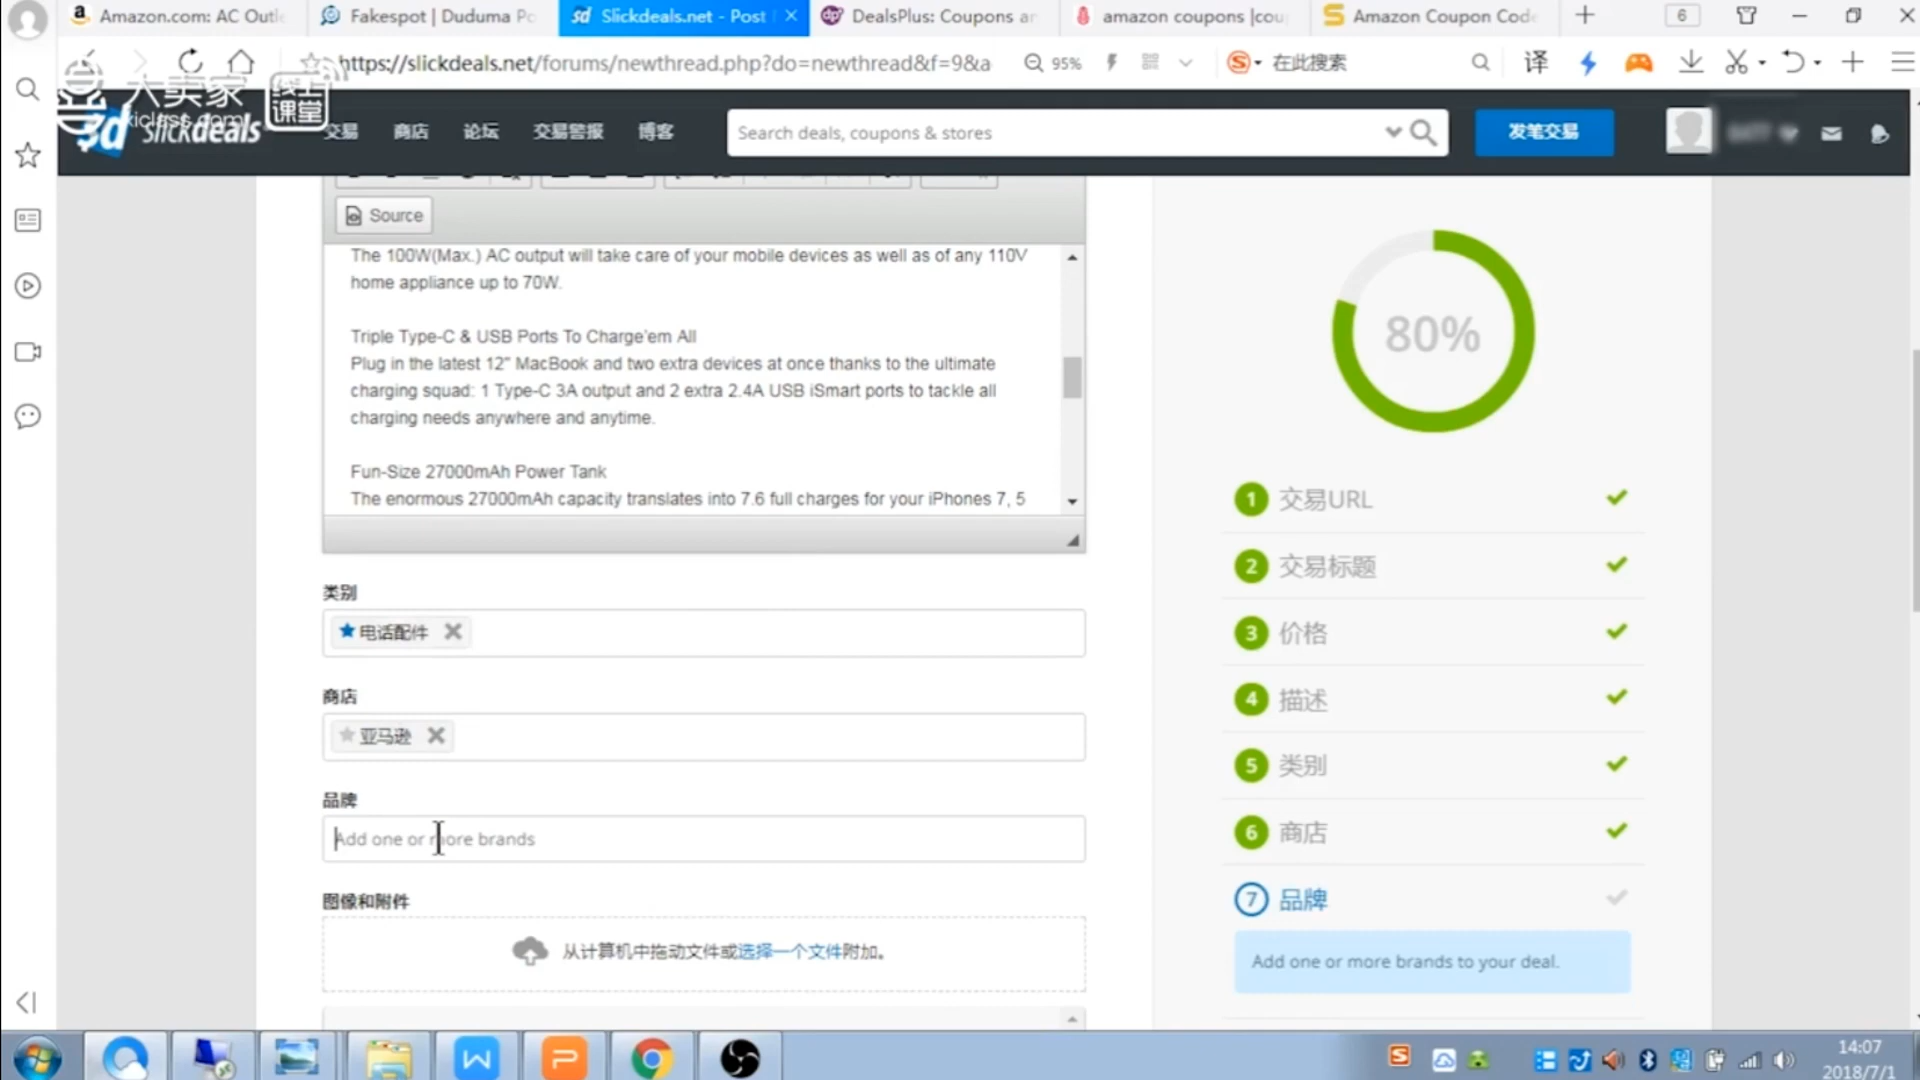 Amazon.com: AC Outl
Fakespot | Duduma Po
Slickdeals.net - Post
DealsPlus: Coupons an
amazon coupons |cou
Amazon Coupon Code
6
https://slickdeals.net/forums/newthread.php?do=newthread&f=9&a
95%
在此搜索
译
大卖家
线上课堂
slickdeals
交易
商店
论坛
交易警报
博客
Search deals, coupons & stores
发笔交易
Source
The 100W(Max.) AC output will take care of your mobile devices as well as of any 110V
home appliance up to 70W.
Triple Type-C & USB Ports To Charge'em All
Plug in the latest 12" MacBook and two extra devices at once thanks to the ultimate
charging squad: 1 Type-C 3A output and 2 extra 2.4A USB iSmart ports to tackle all
charging needs anywhere and anytime.
Fun-Size 27000mAh Power Tank
The enormous 27000mAh capacity translates into 7.6 full charges for your iPhones 7, 5
类别
电话配件
商店
亚马逊
品牌
Add one or more brands
图像和附件
从计算机中拖动文件或选择一个文件附加。
80%
1 交易URL
2 交易标题
3 价格
4 描述
5 类别
6 商店
7 品牌
Add one or more brands to your deal.
14:07
2018/7/1